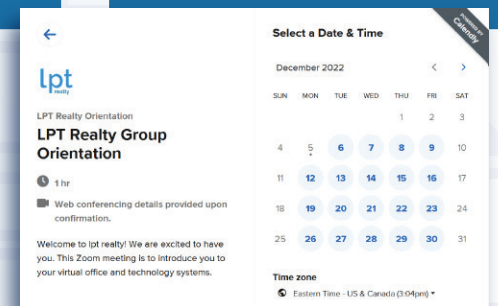 lpt
realty
LPT Realty Orientation
LPT Realty Group
Orientation
1 hr
Web conferencing details provided upon
confirmation.
Welcome to lpt realty! We are excited to have
you. This Zoom meeting is to introduce you to
your virtual office and technology systems.
Select a Date & Time
POWERED BY
Calendly
December 2022
SUN MON TUE WED THU FRI SAT
1 2 3
4 5 6 7 8 9 10
11 12 13 14 15 16 17
18 19 20 21 22 23 24
25 26 27 28 29 30 31
Time zone
Eastern Time - US & Canada (3:04pm)